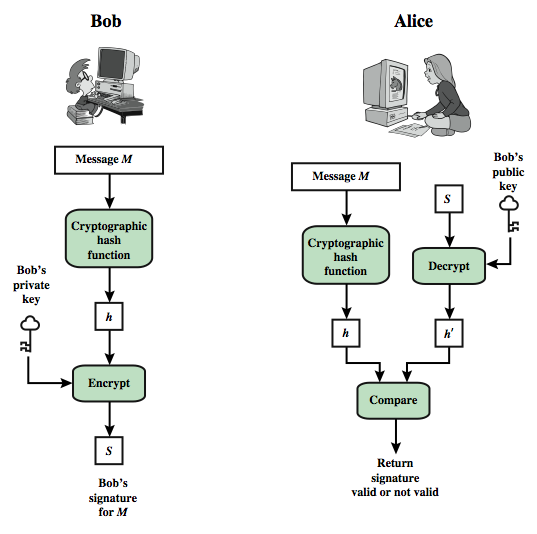 Bob
Alice
Message M
Cryptographic
hash
function
Bob's
private
key
h
Encrypt
S
Bob's
signature
for M
Message M
Bob's
public
key
S
Cryptographic
hash
function
Decrypt
h
h'
Compare
Return
signature
valid or not valid